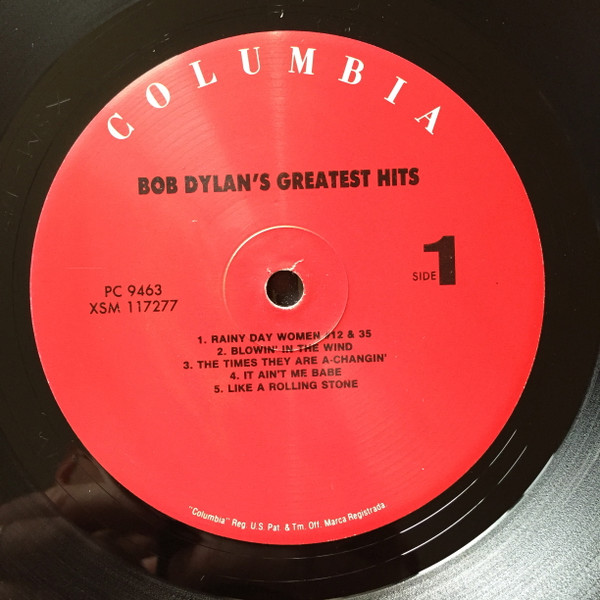 COLUMBIA
BOB DYLAN'S GREATEST HITS
PC 9463
XSM 117277
SIDE 1
1. RAINY DAY WOMEN #12 & 35
2. BLOWIN' IN THE WIND
3. THE TIMES THEY ARE A-CHANGIN'
4. IT AIN'T ME BABE
5. LIKE A ROLLING STONE
"Columbia" Reg. U.S. Pat. & Tm. Off. Marca Registrada.